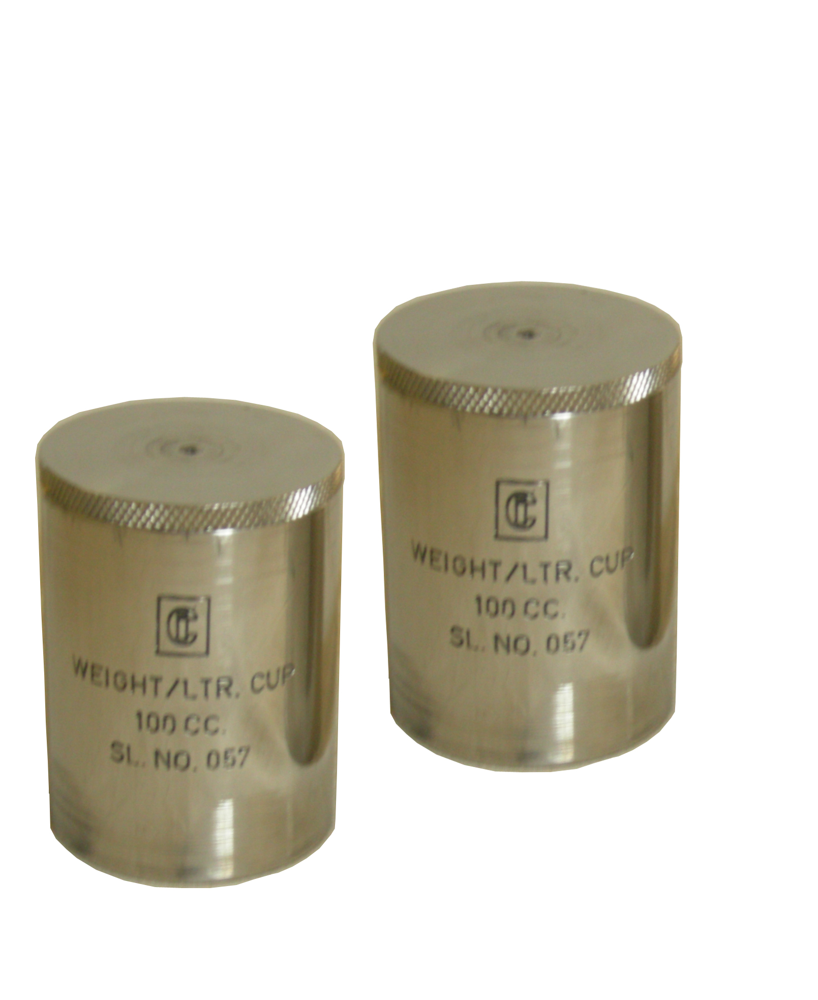 WEIGHT/LTR. CUP
100 CC.
SL. NO. 057
WEIGHT/LTR. CUP
100 CC.
SL. NO. 057